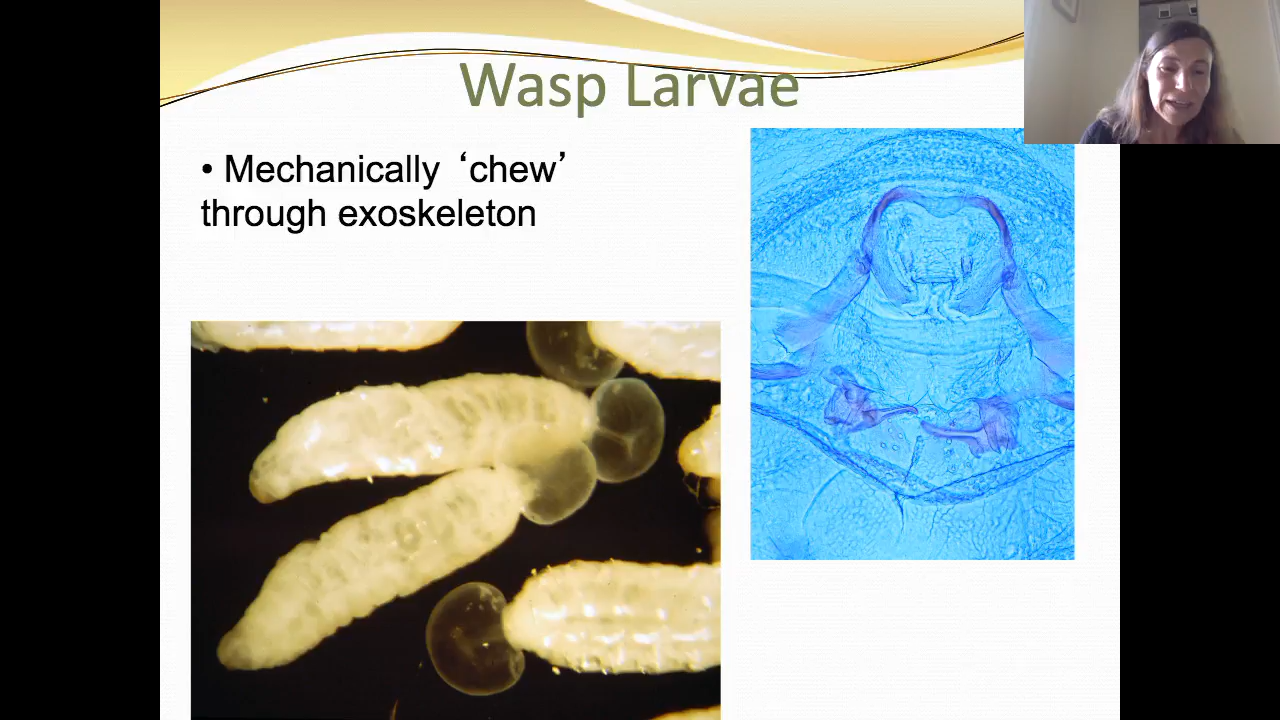 Wasp Larvae
• Mechanically ‘chew’
through exoskeleton